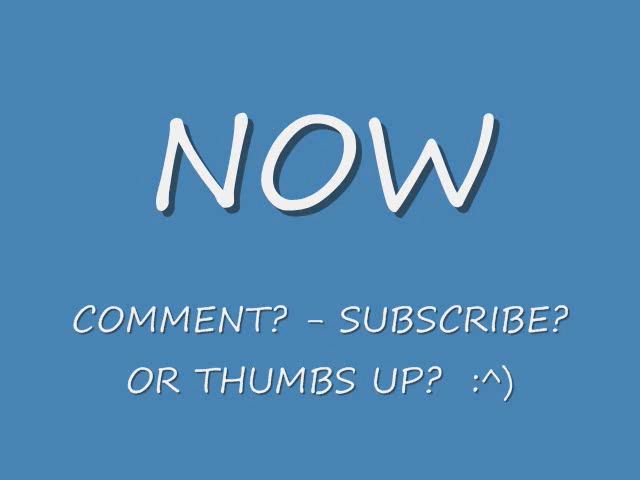 NOW
COMMENT? - SUBSCRIBE?
OR THUMBS UP? :^)